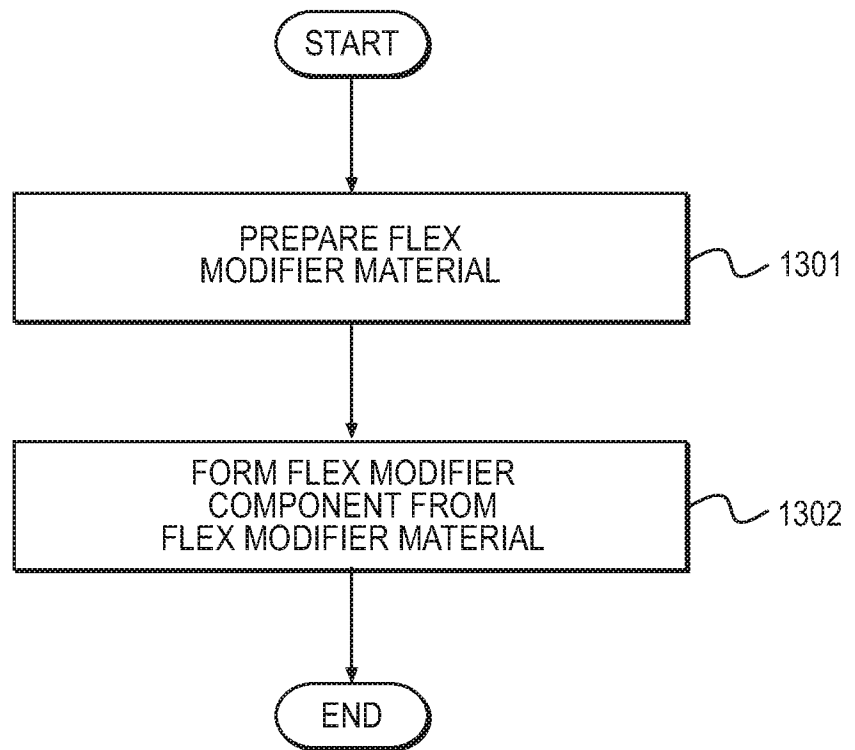 START
PREPARE FLEX
MODIFIER MATERIAL
1301
FORM FLEX MODIFIER
COMPONENT FROM
FLEX MODIFIER MATERIAL
1302
END